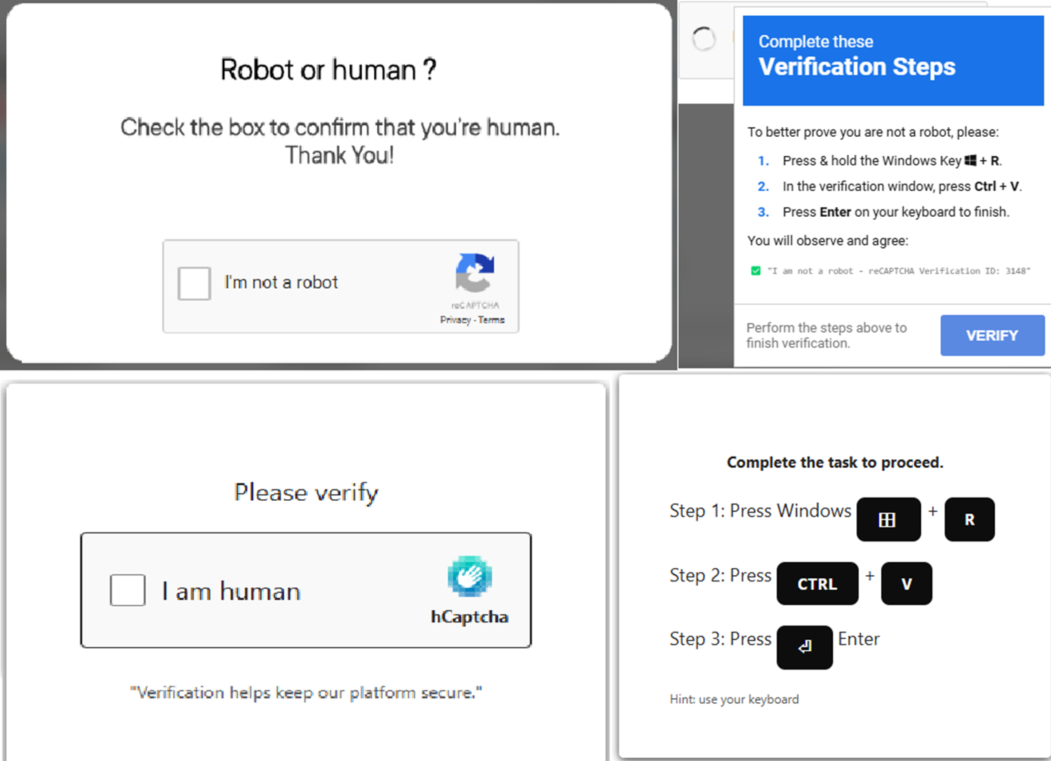 Robot or human ?
Check the box to confirm that you're human.
Thank You!
I'm not a robot
reCAPTCHA
Privacy - Terms
Complete these
Verification Steps
To better prove you are not a robot, please:
1. Press & hold the Windows Key + R.
2. In the verification window, press Ctrl + V.
3. Press Enter on your keyboard to finish.
You will observe and agree:
"I am not a robot - reCAPTCHA Verification ID: 3148"
Perform the steps above to
finish verification.
VERIFY
Please verify
I am human
hCaptcha
"Verification helps keep our platform secure."
Complete the task to proceed.
Step 1: Press Windows + R
Step 2: Press CTRL + V
Step 3: Press Enter
Hint: use your keyboard